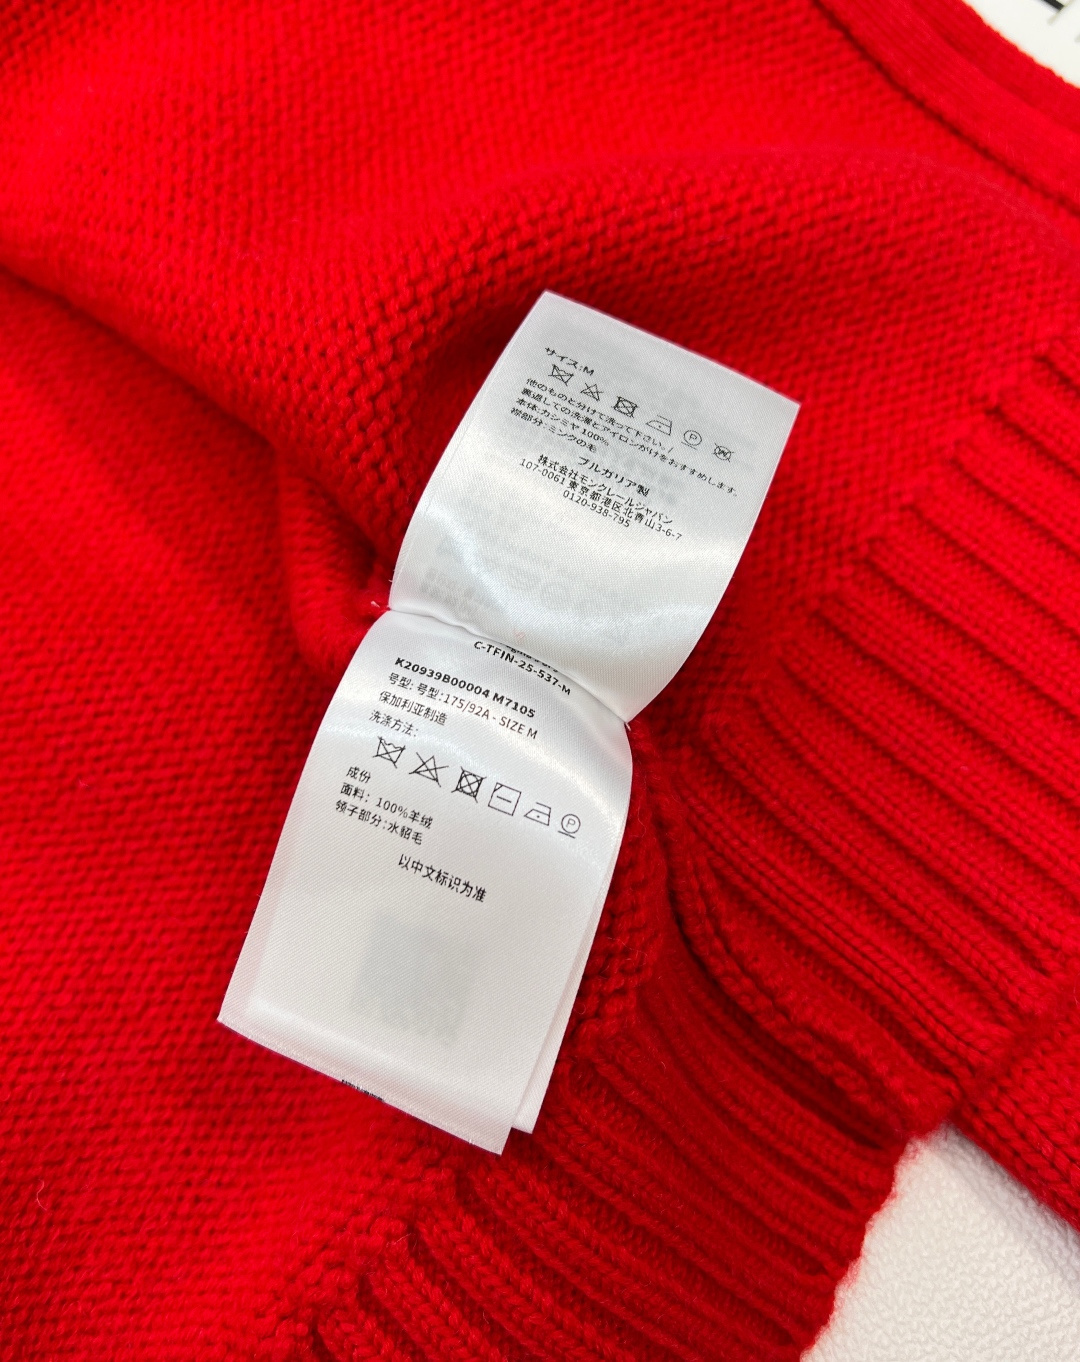 サイズ:M
他のものと分けて洗って下さい。/
裏返しての洗濯とアイロンがけをおすすめします。
本体:カシミヤ 100%
襟部分:ミンクの毛
ブルガリア製
株式会社モンクレールジャパン
107-0061 東京都港区北青山3-6-7
0120-938-795
C-TFIN-25-537-M
K20939B00004 M7105
号型: 号型:175/92A - SIZE M
保加利亚制造
洗涤方法:
成份
面料: 100%羊绒
领子部分:水貂毛
以中文标识为准